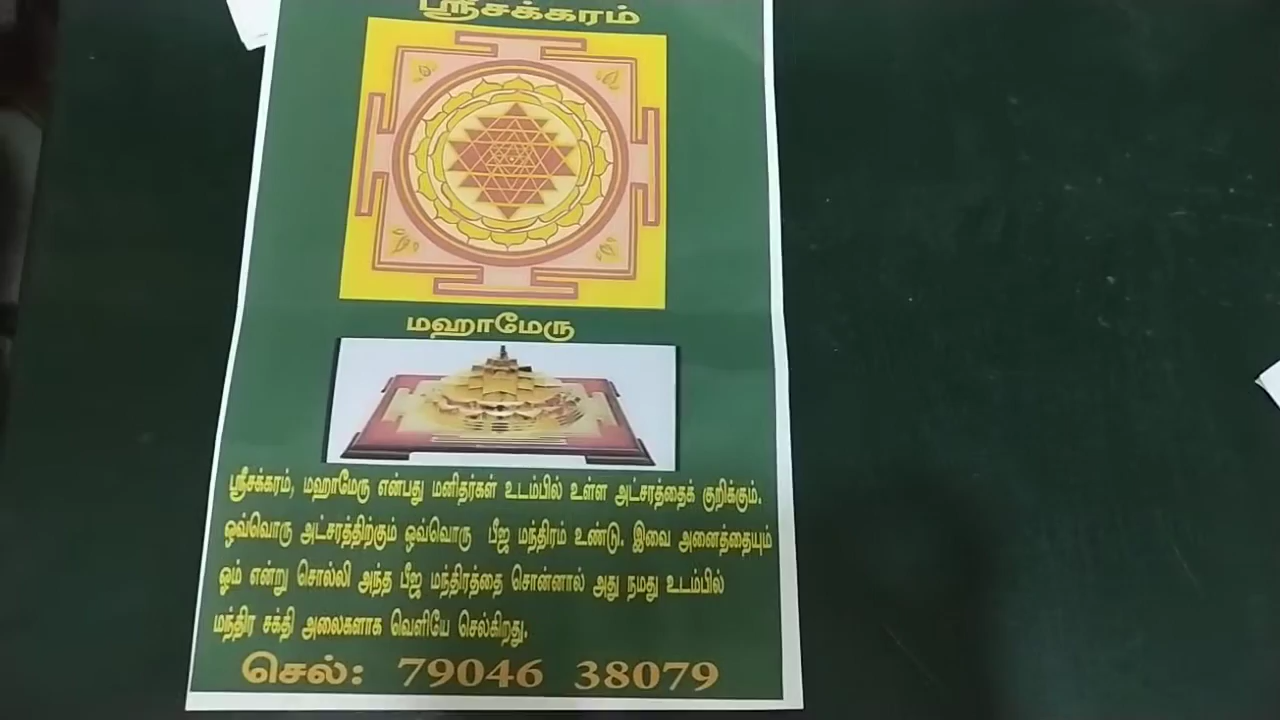 ஸ்ரீசக்கரம்
மஹாமேரு
ஸ்ரீசக்கரம், மஹாமேரு என்பது மனிதர்கள் உடம்பில் உள்ள அட்சரத்தைக் குறிக்கும்.
ஒவ்வொரு அட்சரத்திற்கும் ஒவ்வொரு பீஜ மந்திரம் உண்டு. இவை அனைத்தையும்
ஓம் என்று சொல்லி அந்த பீஜ மந்திரத்தை சொன்னால் அது நமது உடம்பில்
மந்திர சக்தி அலைகளாக வெளியே செல்கிறது.
செல்: 79046 38079